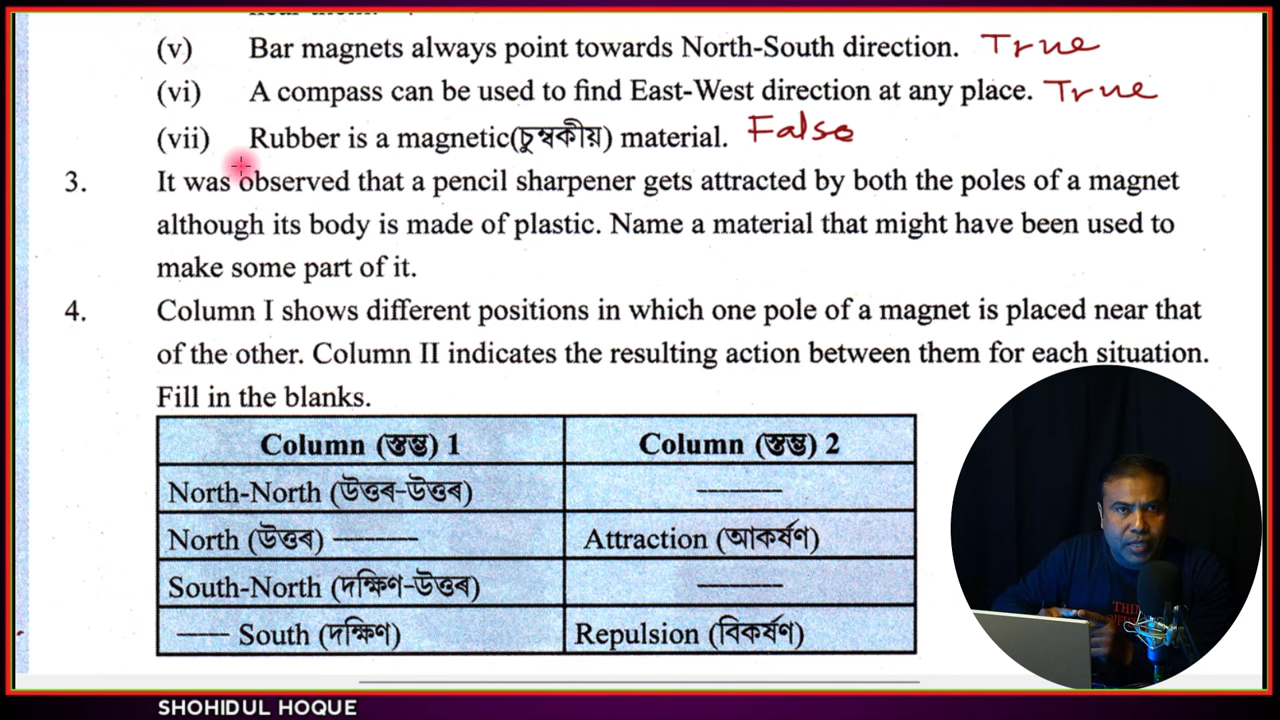 (v) Bar magnets always point towards North-South direction. True
(vi) A compass can be used to find East-West direction at any place. True
(vii) Rubber is a magnetic(চুম্বকীয়) material. False
3. It was observed that a pencil sharpener gets attracted by both the poles of a magnet
although its body is made of plastic. Name a material that might have been used to
make some part of it.
4. Column I shows different positions in which one pole of a magnet is placed near that
of the other. Column II indicates the resulting action between them for each situation.
Fill in the blanks.
Column (স্তম্ভ) 1 Column (স্তম্ভ) 2
North-North (উত্তৰ-উত্তৰ) ———
North (উত্তৰ) ——— Attraction (আকৰ্ষণ)
South-North (দক্ষিণ-উত্তৰ) ———
—— South (দক্ষিণ) Repulsion (বিকৰ্ষণ)
SHOHIDUL HOQUE